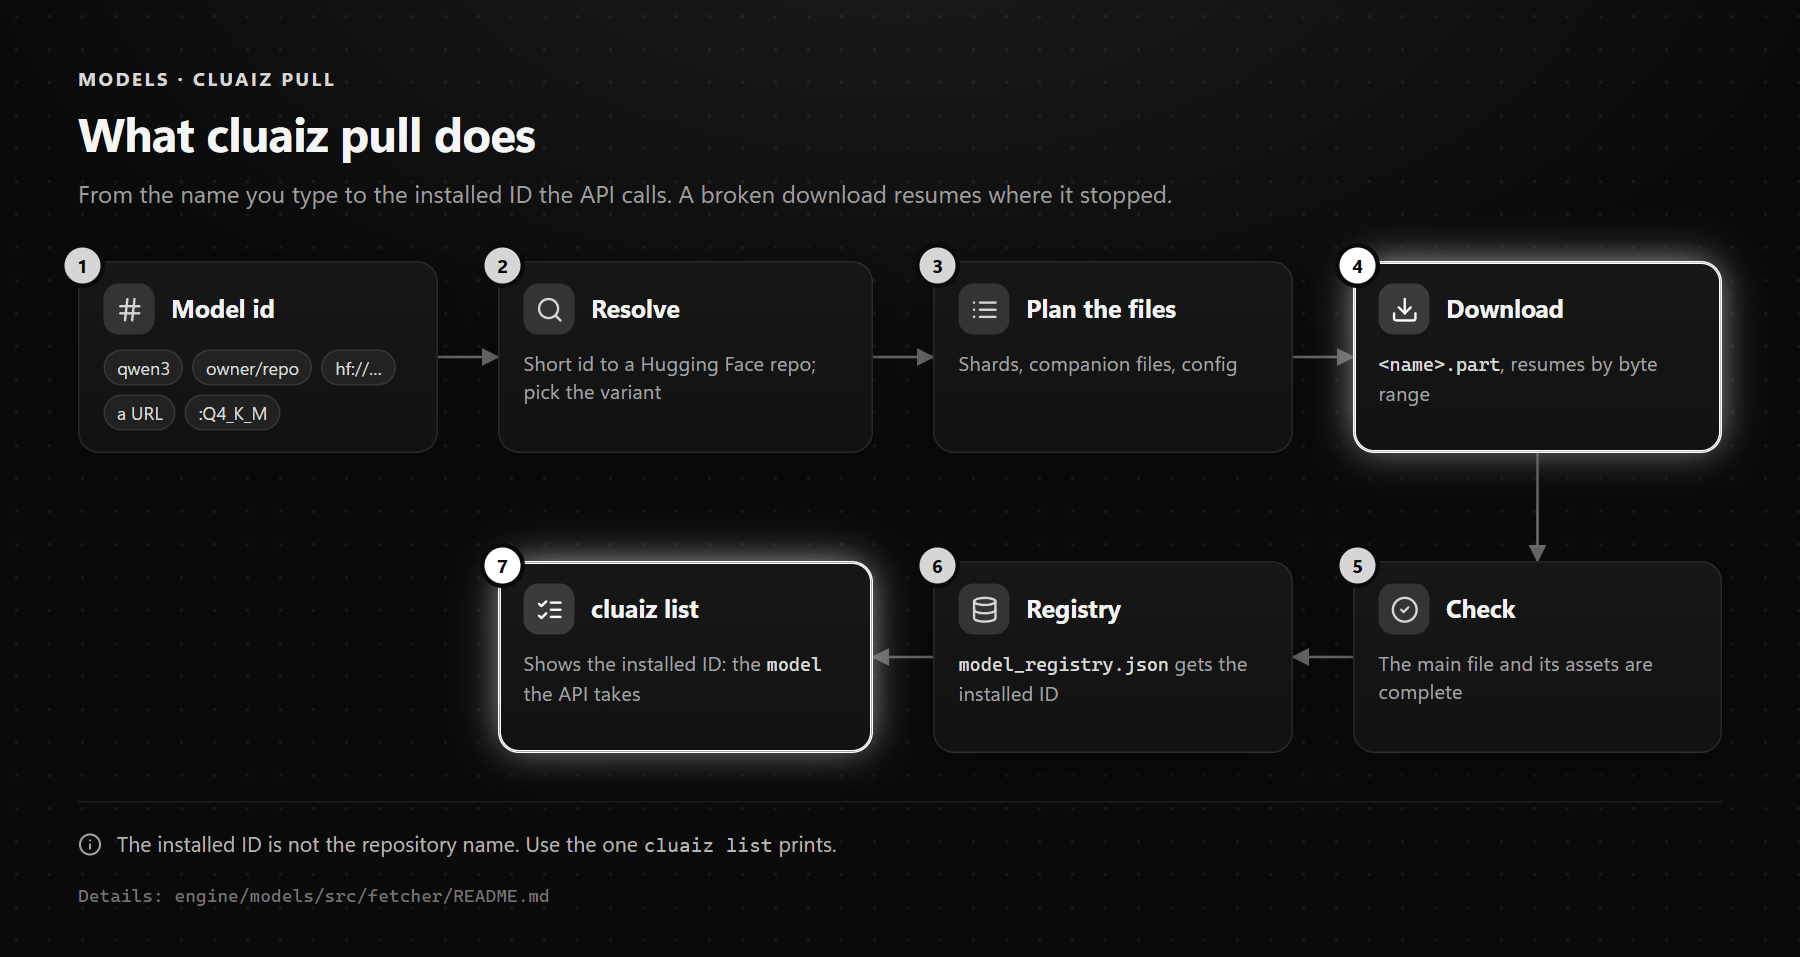 MODELS · CLUAIZ PULL
What cluaiz pull does
From the name you type to the installed ID the API calls. A broken download resumes where it stopped.
1
Model id
qwen3
owner/repo
hf://...
a URL
:Q4_K_M
2
Resolve
Short id to a Hugging Face repo;
pick the variant
3
Plan the files
Shards, companion files, config
4
Download
<name>.part, resumes by byte
range
5
Check
The main file and its assets are
complete
6
Registry
model_registry.json gets the
installed ID
7
cluaiz list
Shows the installed ID: the model
the API takes
The installed ID is not the repository name. Use the one cluaiz list prints.
Details: engine/models/src/fetcher/README.md